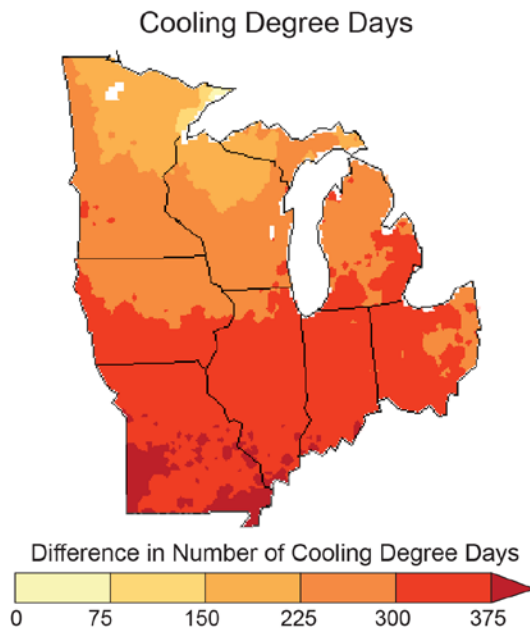 Cooling Degree Days
Difference in Number of Cooling Degree Days
0 75 150 225 300 375